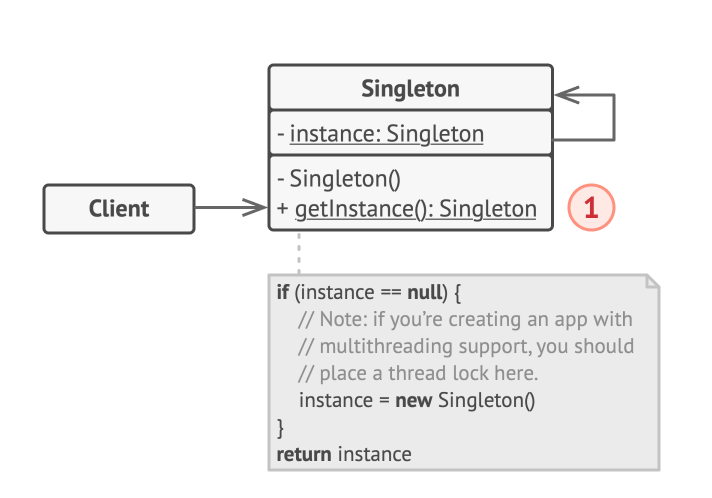 Singleton
- instance: Singleton
- Singleton()
+ getInstance(): Singleton
Client
1
if (instance == null) {
// Note: if you’re creating an app with
// multithreading support, you should
// place a thread lock here.
instance = new Singleton()
}
return instance